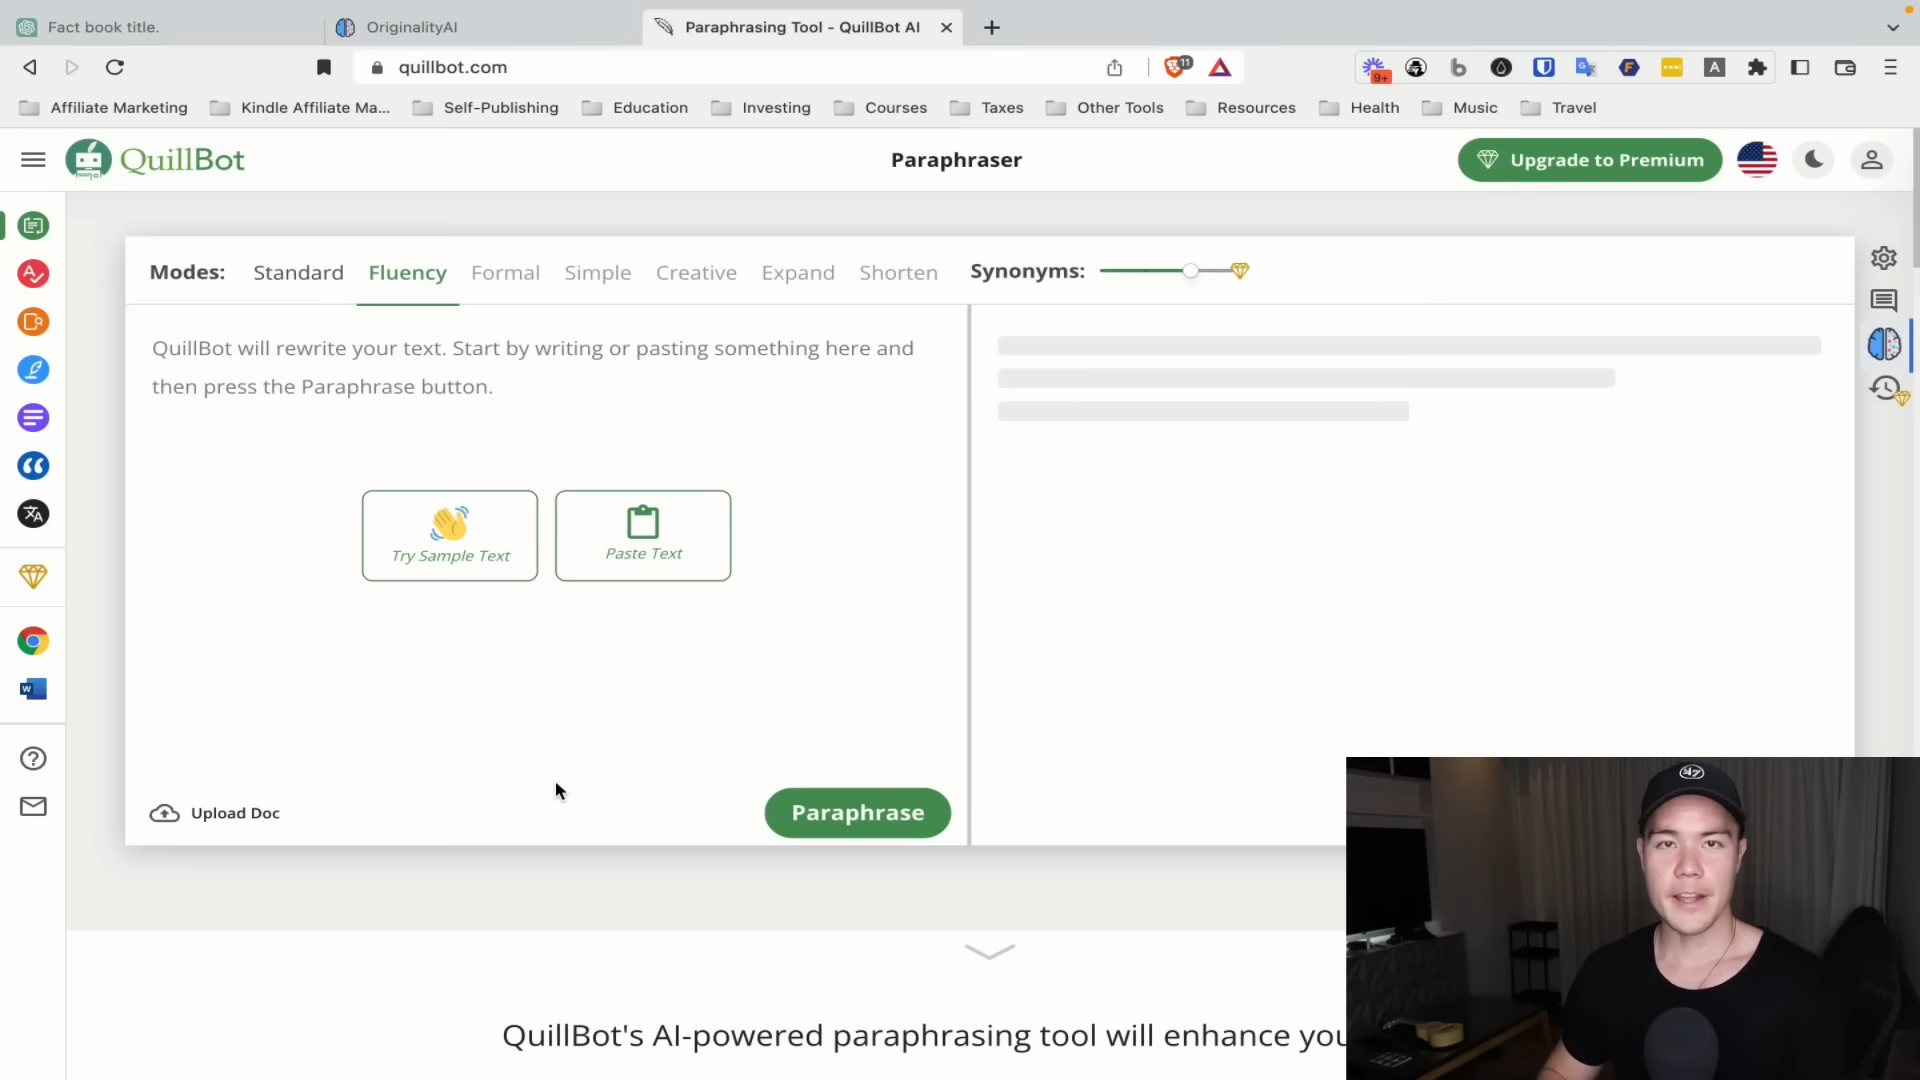 Fact book title.
OriginalityAI
Paraphrasing Tool - QuillBot AI
quillbot.com
11
9+
A
Affiliate Marketing
Kindle Affiliate Ma...
Self-Publishing
Education
Investing
Courses
Taxes
Other Tools
Resources
Health
Music
Travel
QuillBot
Paraphraser
Upgrade to Premium
Modes:
Standard
Fluency
Formal
Simple
Creative
Expand
Shorten
Synonyms:
QuillBot will rewrite your text. Start by writing or pasting something here and
then press the Paraphrase button.
Try Sample Text
Paste Text
Upload Doc
Paraphrase
47
QuillBot's AI-powered paraphrasing tool will enhance you